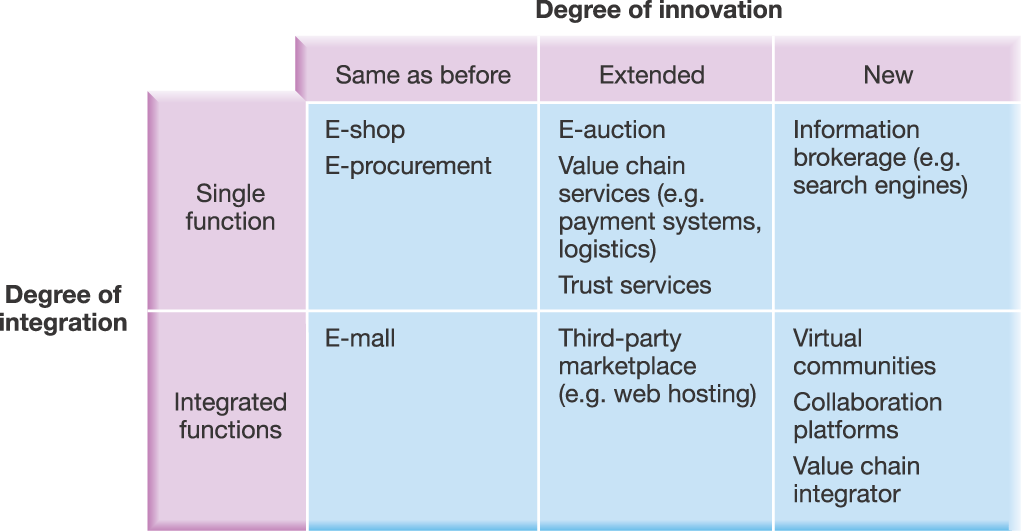 Degree of innovation
Same as before
Extended
New
Degree of
integration
Single
function
E-shop
E-procurement
E-auction
Value chain
services (e.g.
payment systems,
logistics)
Trust services
Information
brokerage (e.g.
search engines)
Integrated
functions
E-mall
Third-party
marketplace
(e.g. web hosting)
Virtual
communities
Collaboration
platforms
Value chain
integrator